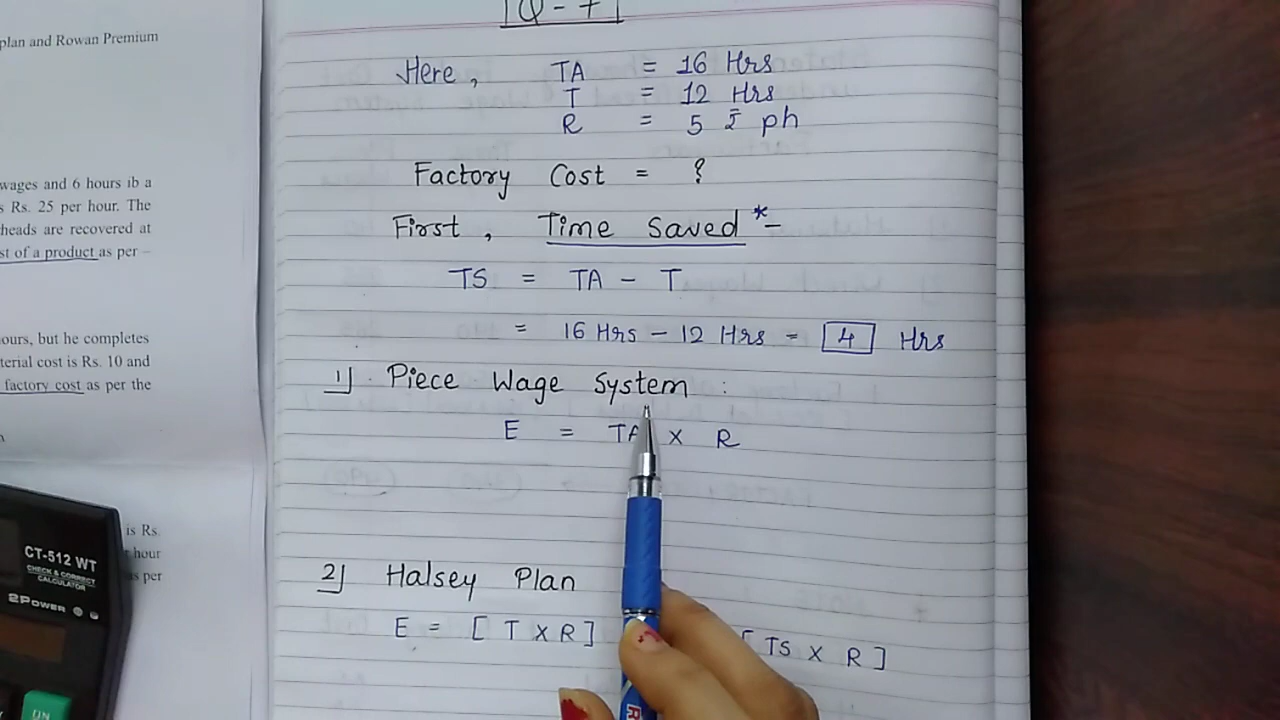 plan and Rowan Premium
wages and 6 hours ib a
s Rs. 25 per hour. The
heads are recovered at
st of a product as per –
ours, but he completes
terial cost is Rs. 10 and
factory cost as per the
is Rs.
hour
as per
CT-512 WT
CHECK & CORRECT
CALCULATOR
2POWER
Q - 7
Here, TA = 16 Hrs
T = 12 Hrs
R = 5 ₹ ph
Factory Cost = ?
First, Time Saved *-
TS = TA - T
= 16 Hrs - 12 Hrs = 4 Hrs
1] Piece Wage System :
E = TA X R
2] Halsey Plan
E = [ T X R ] [ TS X R ]